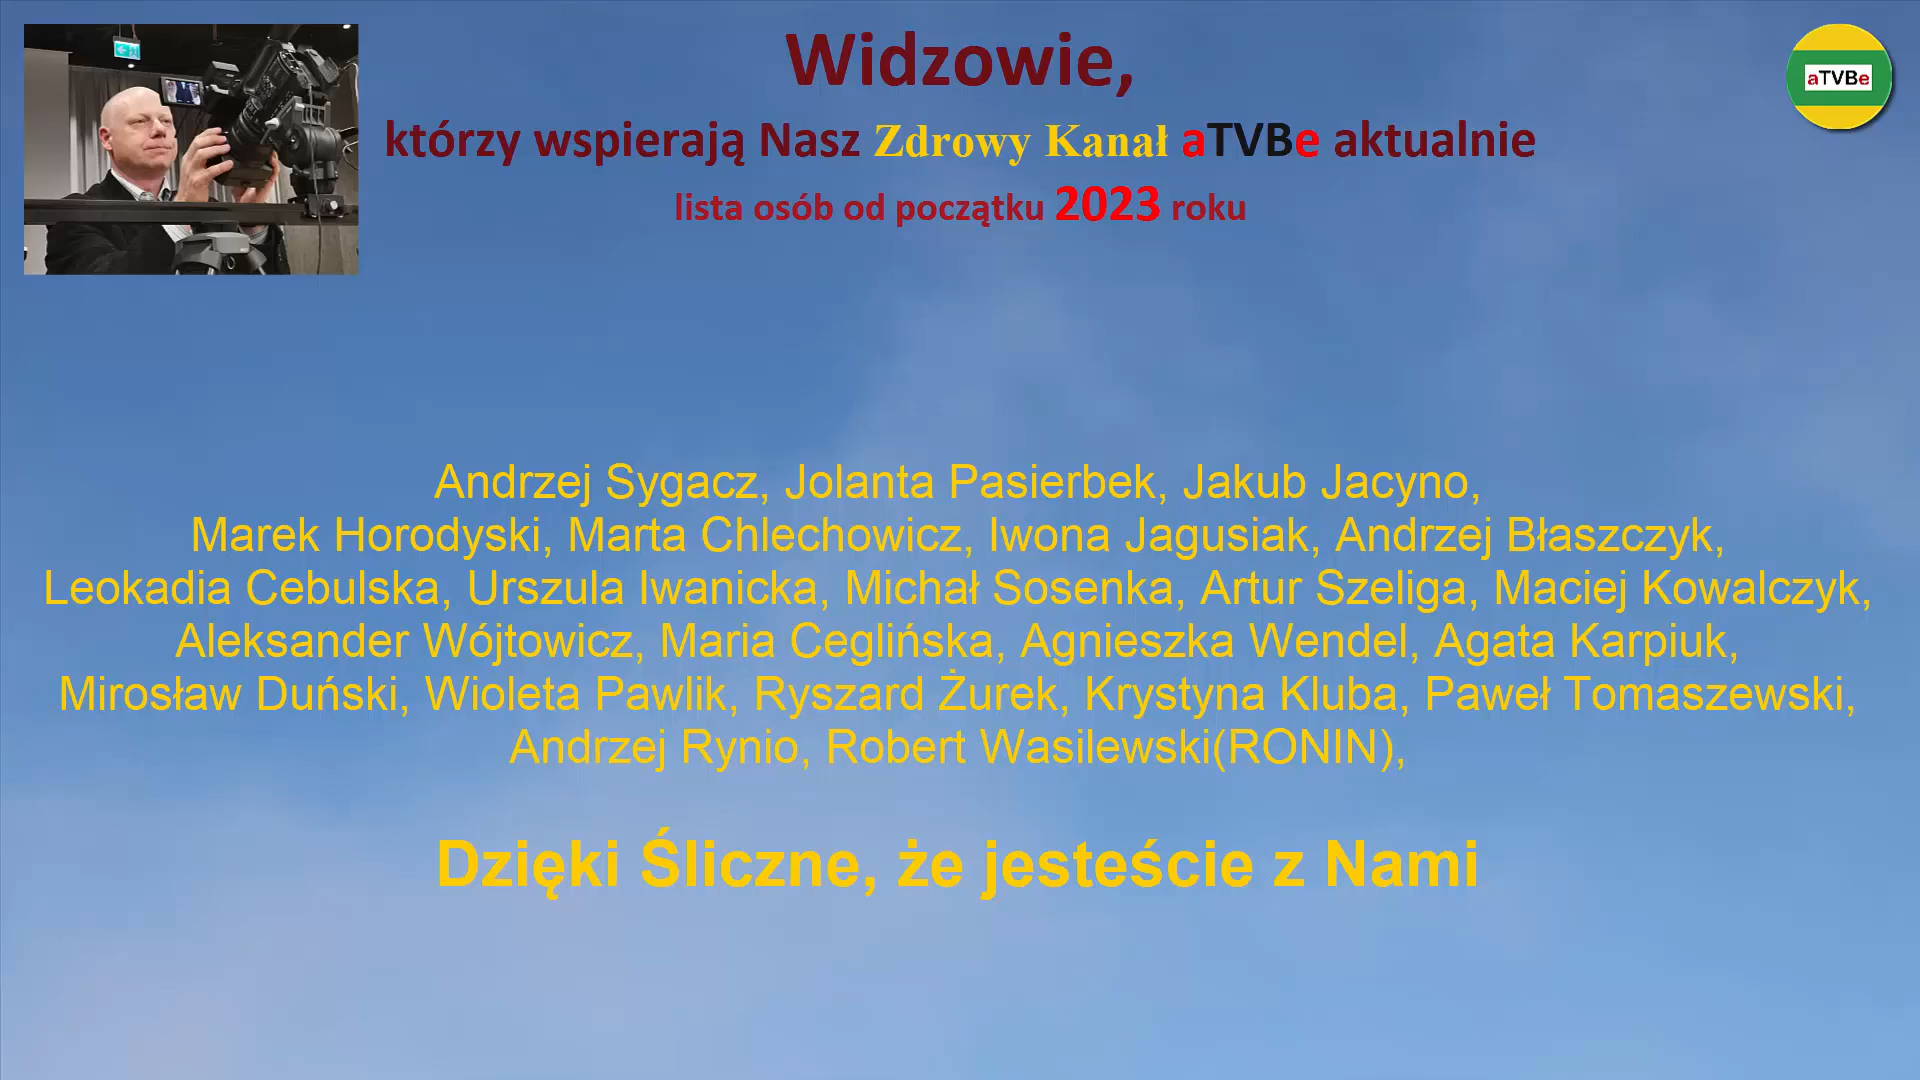 Widzowie,
aTVBe
którzy wspierają Nasz Zdrowy Kanał aTVBe aktualnie
lista osób od początku 2023 roku
Andrzej Sygacz, Jolanta Pasierbek, Jakub Jacyno,
Marek Horodyski, Marta Chlechowicz, Iwona Jagusiak, Andrzej Błaszczyk,
Leokadia Cebulska, Urszula Iwanicka, Michał Sosenka, Artur Szeliga, Maciej Kowalczyk,
Aleksander Wójtowicz, Maria Ceglińska, Agnieszka Wendel, Agata Karpiuk,
Mirosław Duński, Wioleta Pawlik, Ryszard Żurek, Krystyna Kluba, Paweł Tomaszewski,
Andrzej Rynio, Robert Wasilewski(RONIN),
Dzięki Śliczne, że jesteście z Nami